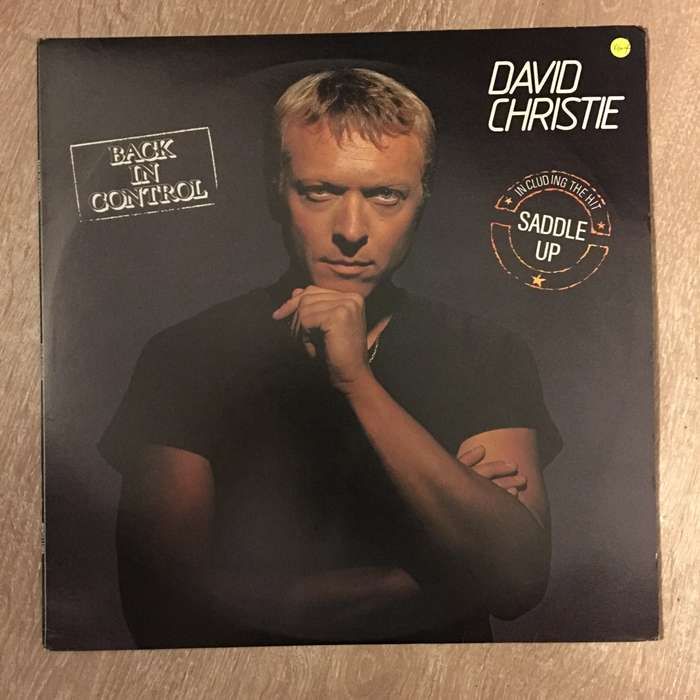 DAVID
CHRISTIE
BACK
IN
CONTROL
INCLUDING THE HIT
SADDLE
UP